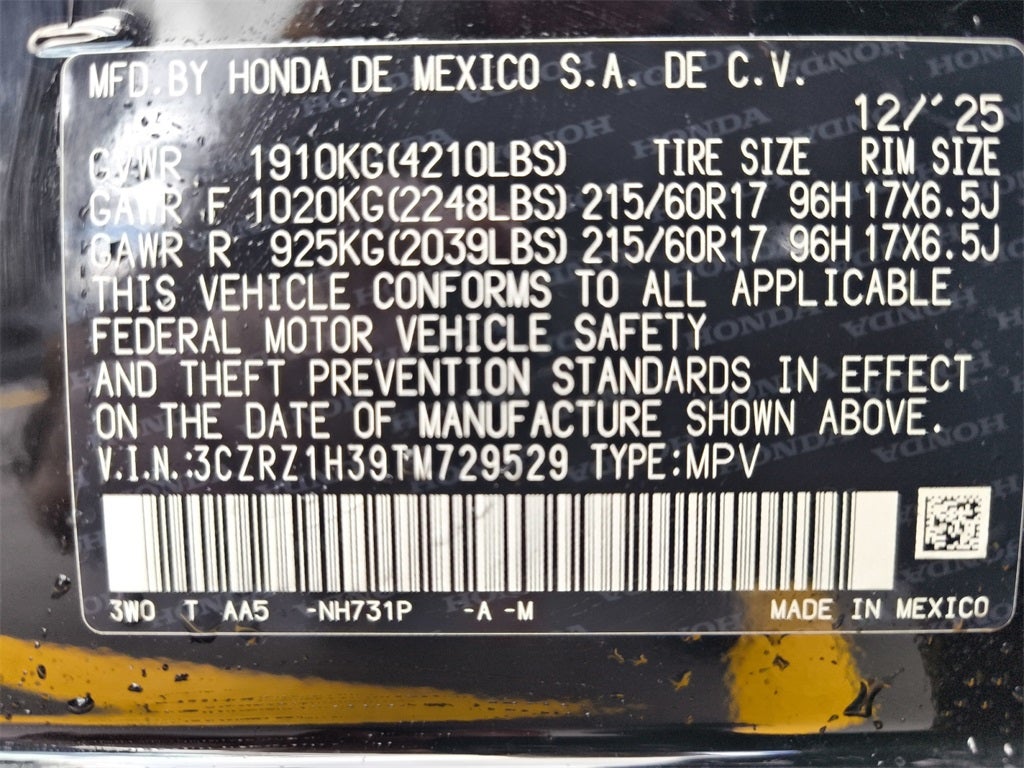 MFD. BY HONDA DE MEXICO S.A. DE C.V.
12/'25
GVWR 1910KG(4210LBS) TIRE SIZE RIM SIZE
GAWR F 1020KG(2248LBS) 215/60R17 96H 17X6.5J
GAWR R 925KG(2039LBS) 215/60R17 96H 17X6.5J
THIS VEHICLE CONFORMS TO ALL APPLICABLE
FEDERAL MOTOR VEHICLE SAFETY
AND THEFT PREVENTION STANDARDS IN EFFECT
ON THE DATE OF MANUFACTURE SHOWN ABOVE.
V.I.N.:3CZRZ1H39TM729529 TYPE:MPV
3W0 T AA5 -NH731P -A -M MADE IN MEXICO